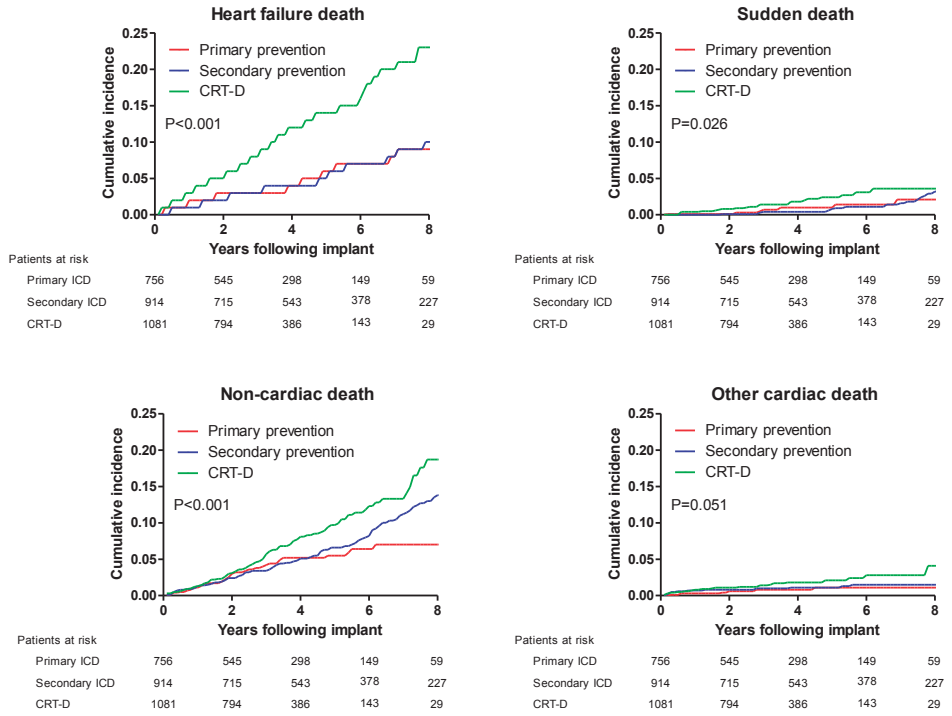 Heart failure death
0.25
0.20
0.15
0.10
0.05
0.00
Cumulative incidence
Primary prevention
Secondary prevention
CRT-D
P<0.001
0 2 4 6 8
Years following implant
Patients at risk
Primary ICD 756 545 298 149 59
Secondary ICD 914 715 543 378 227
CRT-D 1081 794 386 143 29
Sudden death
0.25
0.20
0.15
0.10
0.05
0.00
Cumulative incidence
Primary prevention
Secondary prevention
CRT-D
P=0.026
0 2 4 6 8
Years following implant
Patients at risk
Primary ICD 756 545 298 149 59
Secondary ICD 914 715 543 378 227
CRT-D 1081 794 386 143 29
Non-cardiac death
0.25
0.20
0.15
0.10
0.05
0.00
Cumulative incidence
Primary prevention
Secondary prevention
CRT-D
P<0.001
0 2 4 6 8
Years following implant
Patients at risk
Primary ICD 756 545 298 149 59
Secondary ICD 914 715 543 378 227
CRT-D 1081 794 386 143 29
Other cardiac death
0.25
0.20
0.15
0.10
0.05
0.00
Cumulative incidence
Primary prevention
Secondary prevention
CRT-D
P=0.051
0 2 4 6 8
Years following implant
Patients at risk
Primary ICD 756 545 298 149 59
Secondary ICD 914 715 543 378 227
CRT-D 1081 794 386 143 29